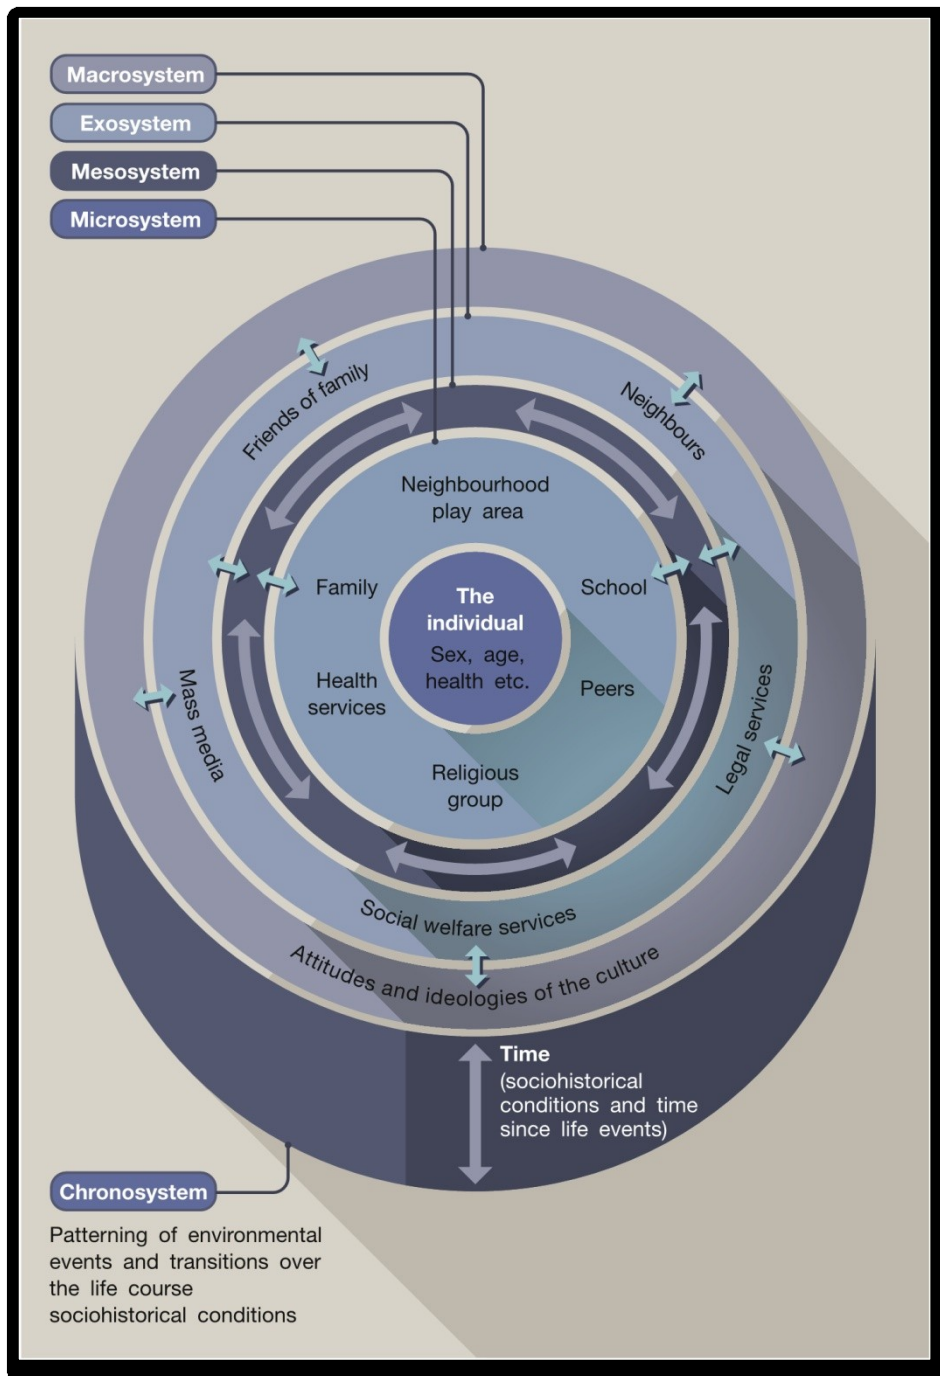 Macrosystem
Exosystem
Mesosystem
Microsystem
Friends of family
Neighbours
Neighbourhood
play area
Family
School
The
individual
Sex, age,
health etc.
Health
services
Peers
Religious
group
Mass media
Legal services
Social welfare services
Attitudes and ideologies of the culture
Time
(sociohistorical
conditions and time
since life events)
Chronosystem
Patterning of environmental
events and transitions over
the life course
sociohistorical conditions